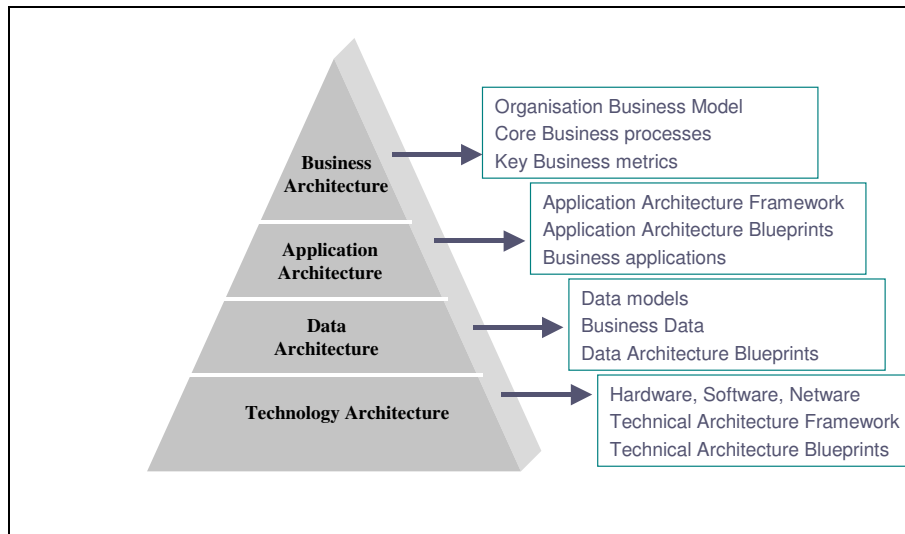 Business
Architecture
Organisation Business Model
Core Business processes
Key Business metrics
Application
Architecture
Application Architecture Framework
Application Architecture Blueprints
Business applications
Data
Architecture
Data models
Business Data
Data Architecture Blueprints
Technology Architecture
Hardware, Software, Netware
Technical Architecture Framework
Technical Architecture Blueprints